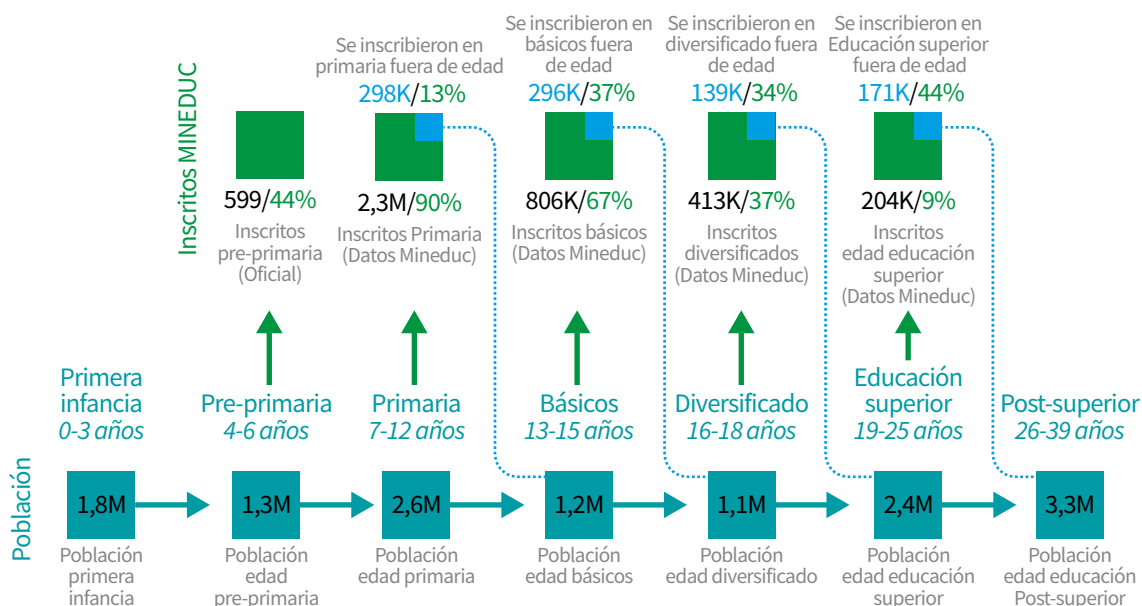 Inscritos MINEDUC
Se inscribieron en
primaria fuera de edad
298K/13%
Se inscribieron en
básicos fuera
de edad
296K/37%
Se inscribieron en
diversificado fuera
de edad
139K/34%
Se inscribieron en
Educación superior
fuera de edad
171K/44%
599/44%
Inscritos
pre-primaria
(Oficial)
2,3M/90%
Inscritos Primaria
(Datos Mineduc)
806K/67%
Inscritos básicos
(Datos Mineduc)
413K/37%
Inscritos
diversificados
(Datos Mineduc)
204K/9%
Inscritos
edad educación
superior
(Datos Mineduc)
Primera
infancia
0-3 años
Pre-primaria
4-6 años
Primaria
7-12 años
Básicos
13-15 años
Diversificado
16-18 años
Educación
superior
19-25 años
Post-superior
26-39 años
Población
1,8M
Población
primera
infancia
1,3M
Población
edad
pre-primaria
2,6M
Población
edad primaria
1,2M
Población
edad básicos
1,1M
Población
edad diversificado
2,4M
Población
edad educación
superior
3,3M
Población
edad educación
Post-superior